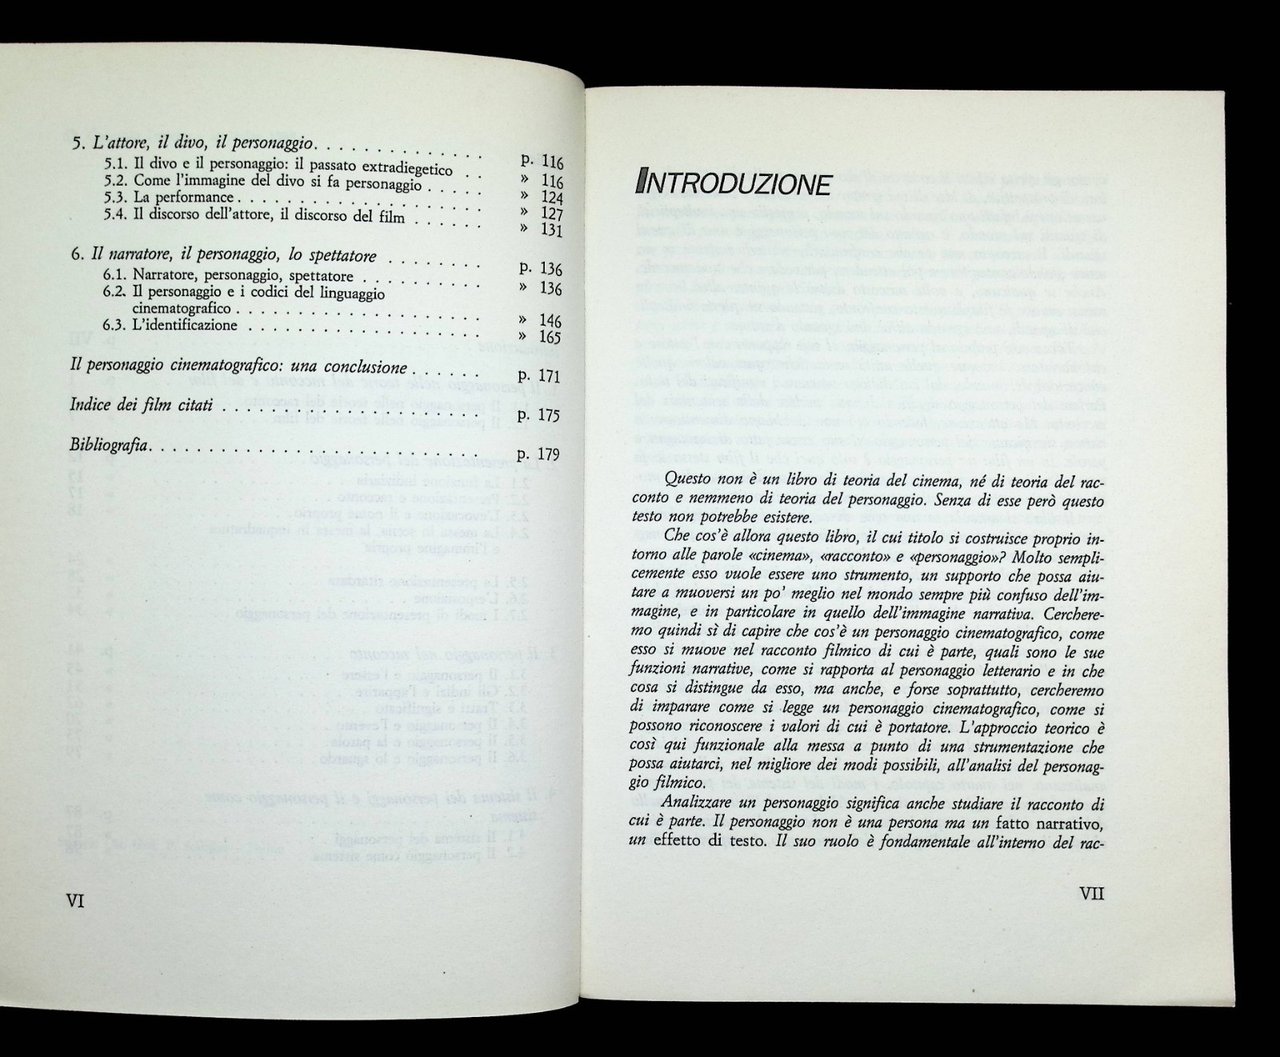 5. L'attore, il divo, il personaggio. . . . . . . . . . . . . . p. 116
5.1. Il divo e il personaggio: il passato extradiegetico . . » 116
5.2. Come l'immagine del divo si fa personaggio . . . . . » 124
5.3. La performance. . . . . . . . . . . . . . . . . . . . » 127
5.4. Il discorso dell'attore, il discorso del film . . . . . . » 131
6. Il narratore, il personaggio, lo spettatore . . . . . . . . p. 136
6.1. Narratore, personaggio, spettatore . . . . . . . . . . » 136
6.2. Il personaggio e i codici del linguaggio
cinematografico . . . . . . . . . . . . . . . . . . . . » 146
6.3. L'identificazione . . . . . . . . . . . . . . . . . . . » 165
Il personaggio cinematografico: una conclusione . . . . . . p. 171
Indice dei film citati . . . . . . . . . . . . . . . . . . . . p. 175
Bibliografia. . . . . . . . . . . . . . . . . . . . . . . . . . p. 179
VI
INTRODUZIONE
Questo non è un libro di teoria del cinema, né di teoria del rac-
conto e nemmeno di teoria del personaggio. Senza di esse però questo
testo non potrebbe esistere.
Che cos'è allora questo libro, il cui titolo si costruisce proprio in-
torno alle parole «cinema», «racconto» e «personaggio»? Molto sempli-
cemente esso vuole essere uno strumento, un supporto che possa aiu-
tare a muoversi un po' meglio nel mondo sempre più confuso dell'im-
magine, e in particolare in quello dell'immagine narrativa. Cerchere-
mo quindi sì di capire che cos'è un personaggio cinematografico, come
esso si muove nel racconto filmico di cui è parte, quali sono le sue
funzioni narrative, come si rapporta al personaggio letterario e in che
cosa si distingue da esso, ma anche, e forse soprattutto, cercheremo
di imparare come si legge un personaggio cinematografico, come si
possono riconoscere i valori di cui è portatore. L'approccio teorico è
così qui funzionale alla messa a punto di una strumentazione che
possa aiutarci, nel migliore dei modi possibili, all'analisi del personag-
gio filmico.
Analizzare un personaggio significa anche studiare il racconto di
cui è parte. Il personaggio non è una persona ma un fatto narrativo,
un effetto di testo. Il suo ruolo è fondamentale all'interno del rac-
VII